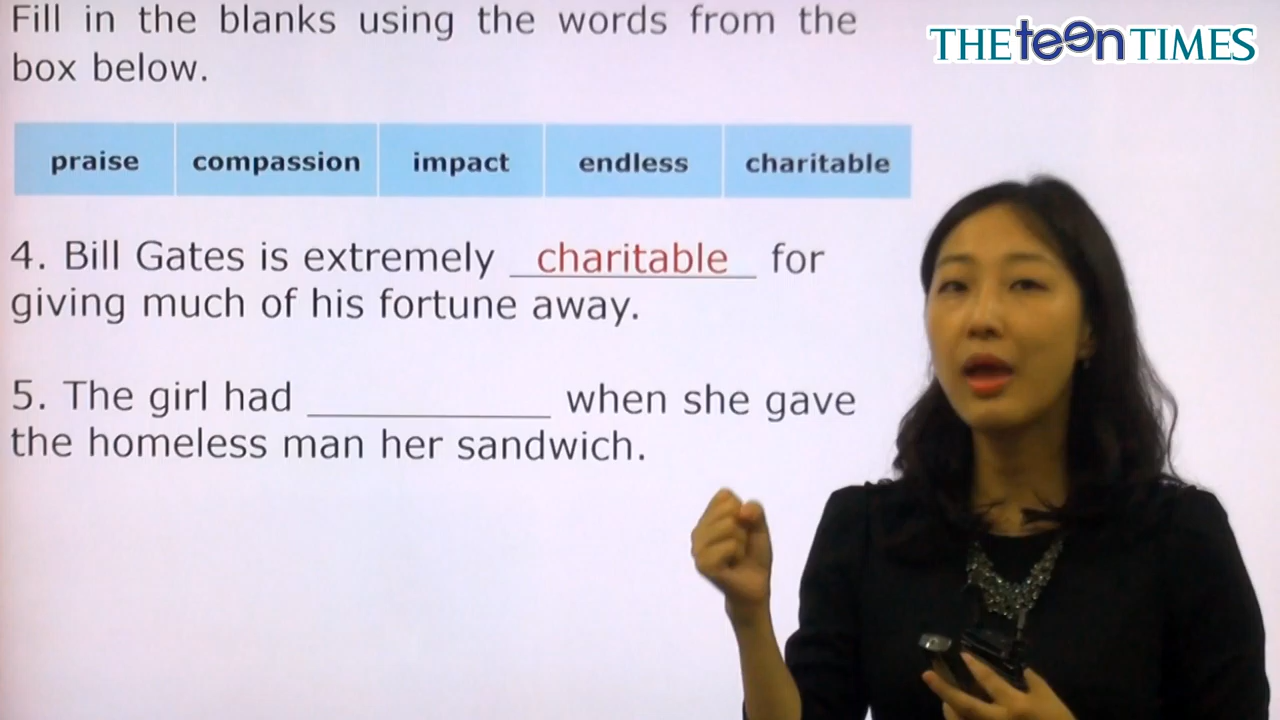 Fill in the blanks using the words from the
box below.
THE teen TIMES
praise compassion impact endless charitable
4. Bill Gates is extremely charitable for
giving much of his fortune away.
5. The girl had __________ when she gave
the homeless man her sandwich.